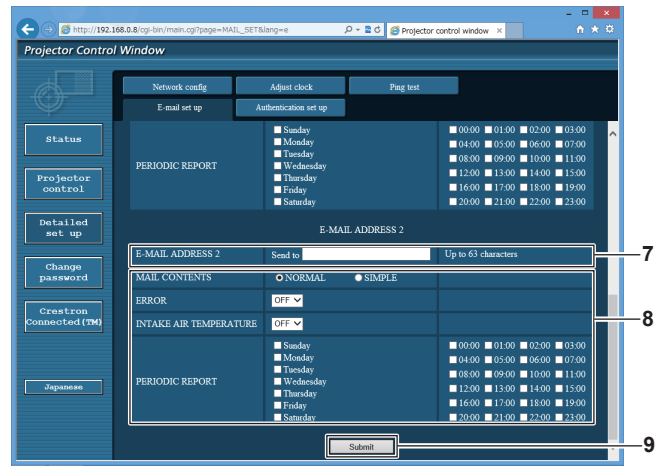 http://192.168.0.8/cgi-bin/main.cgi?page=MAIL_SET&lang=e
Projector control window
Projector Control Window
Network config Adjust clock Ping test
E-mail set up Authentication set up
Status
Projector
control
Detailed
set up
Change
password
Crestron
Connected(TM)
Japanese
PERIODIC REPORT
Sunday
Monday
Tuesday
Wednesday
Thursday
Friday
Saturday
00:00 01:00 02:00 03:00
04:00 05:00 06:00 07:00
08:00 09:00 10:00 11:00
12:00 13:00 14:00 15:00
16:00 17:00 18:00 19:00
20:00 21:00 22:00 23:00
E-MAIL ADDRESS 2
E-MAIL ADDRESS 2 Send to Up to 63 characters
7
MAIL CONTENTS NORMAL SIMPLE
ERROR OFF
8
INTAKE AIR TEMPERATURE OFF
PERIODIC REPORT
Sunday
Monday
Tuesday
Wednesday
Thursday
Friday
Saturday
00:00 01:00 02:00 03:00
04:00 05:00 06:00 07:00
08:00 09:00 10:00 11:00
12:00 13:00 14:00 15:00
16:00 17:00 18:00 19:00
20:00 21:00 22:00 23:00
Submit
9